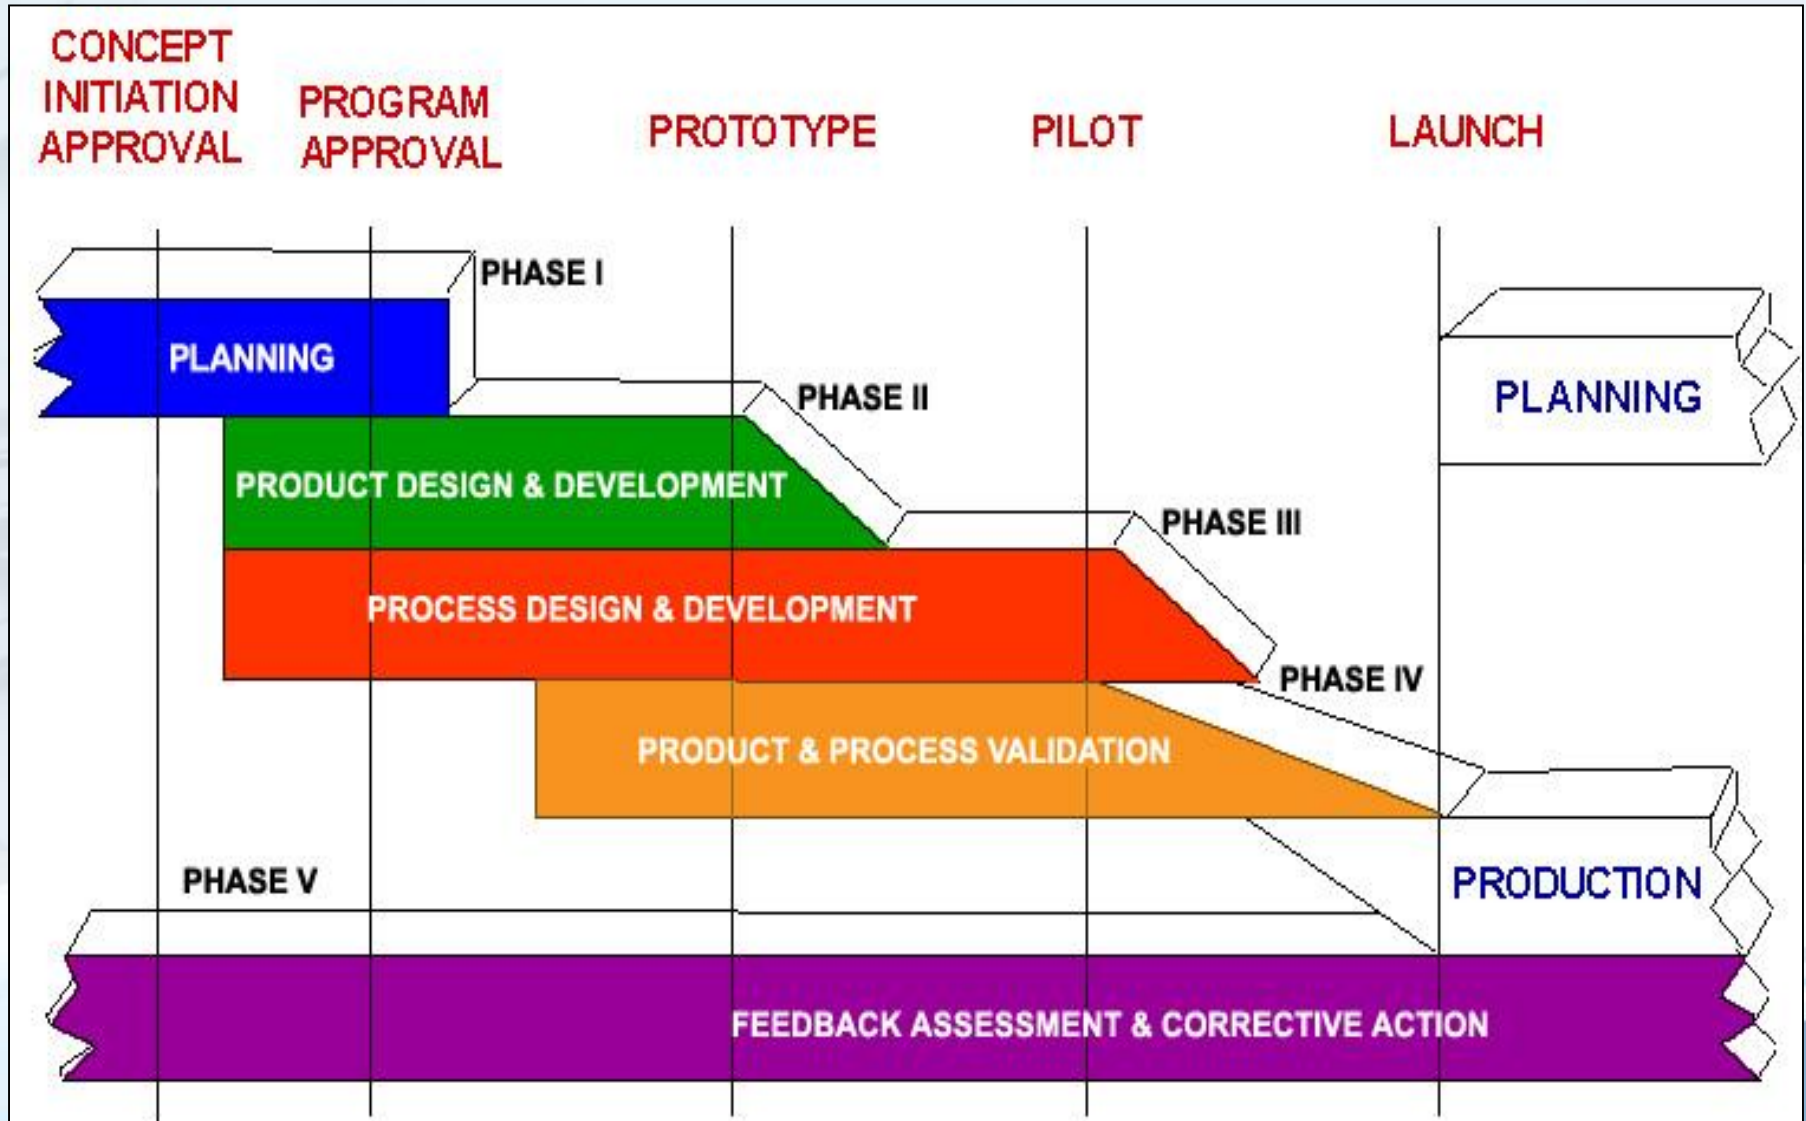 CONCEPT
INITIATION
APPROVAL
PROGRAM
APPROVAL
PROTOTYPE
PILOT
LAUNCH
PHASE I
PLANNING
PHASE II
PLANNING
PRODUCT DESIGN & DEVELOPMENT
PHASE III
PROCESS DESIGN & DEVELOPMENT
PHASE IV
PRODUCT & PROCESS VALIDATION
PHASE V
PRODUCTION
FEEDBACK ASSESSMENT & CORRECTIVE ACTION